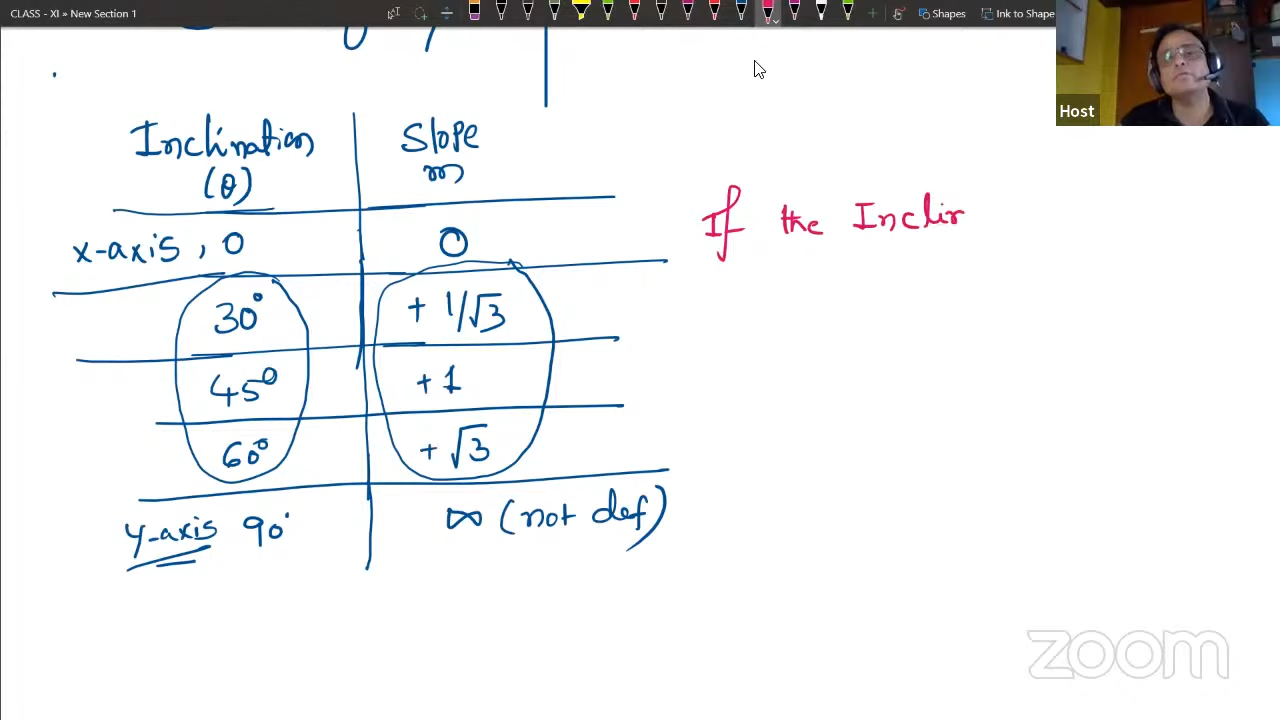 CLASS - XI » New Section 1
Shapes
Ink to Shape
Host
Inclination
(θ)
Slope
m
x-axis , 0
0
30°
+ 1/√3
45°
+ 1
60°
+ √3
y-axis 90°
∞ (not def)
If the Inclin
zoom